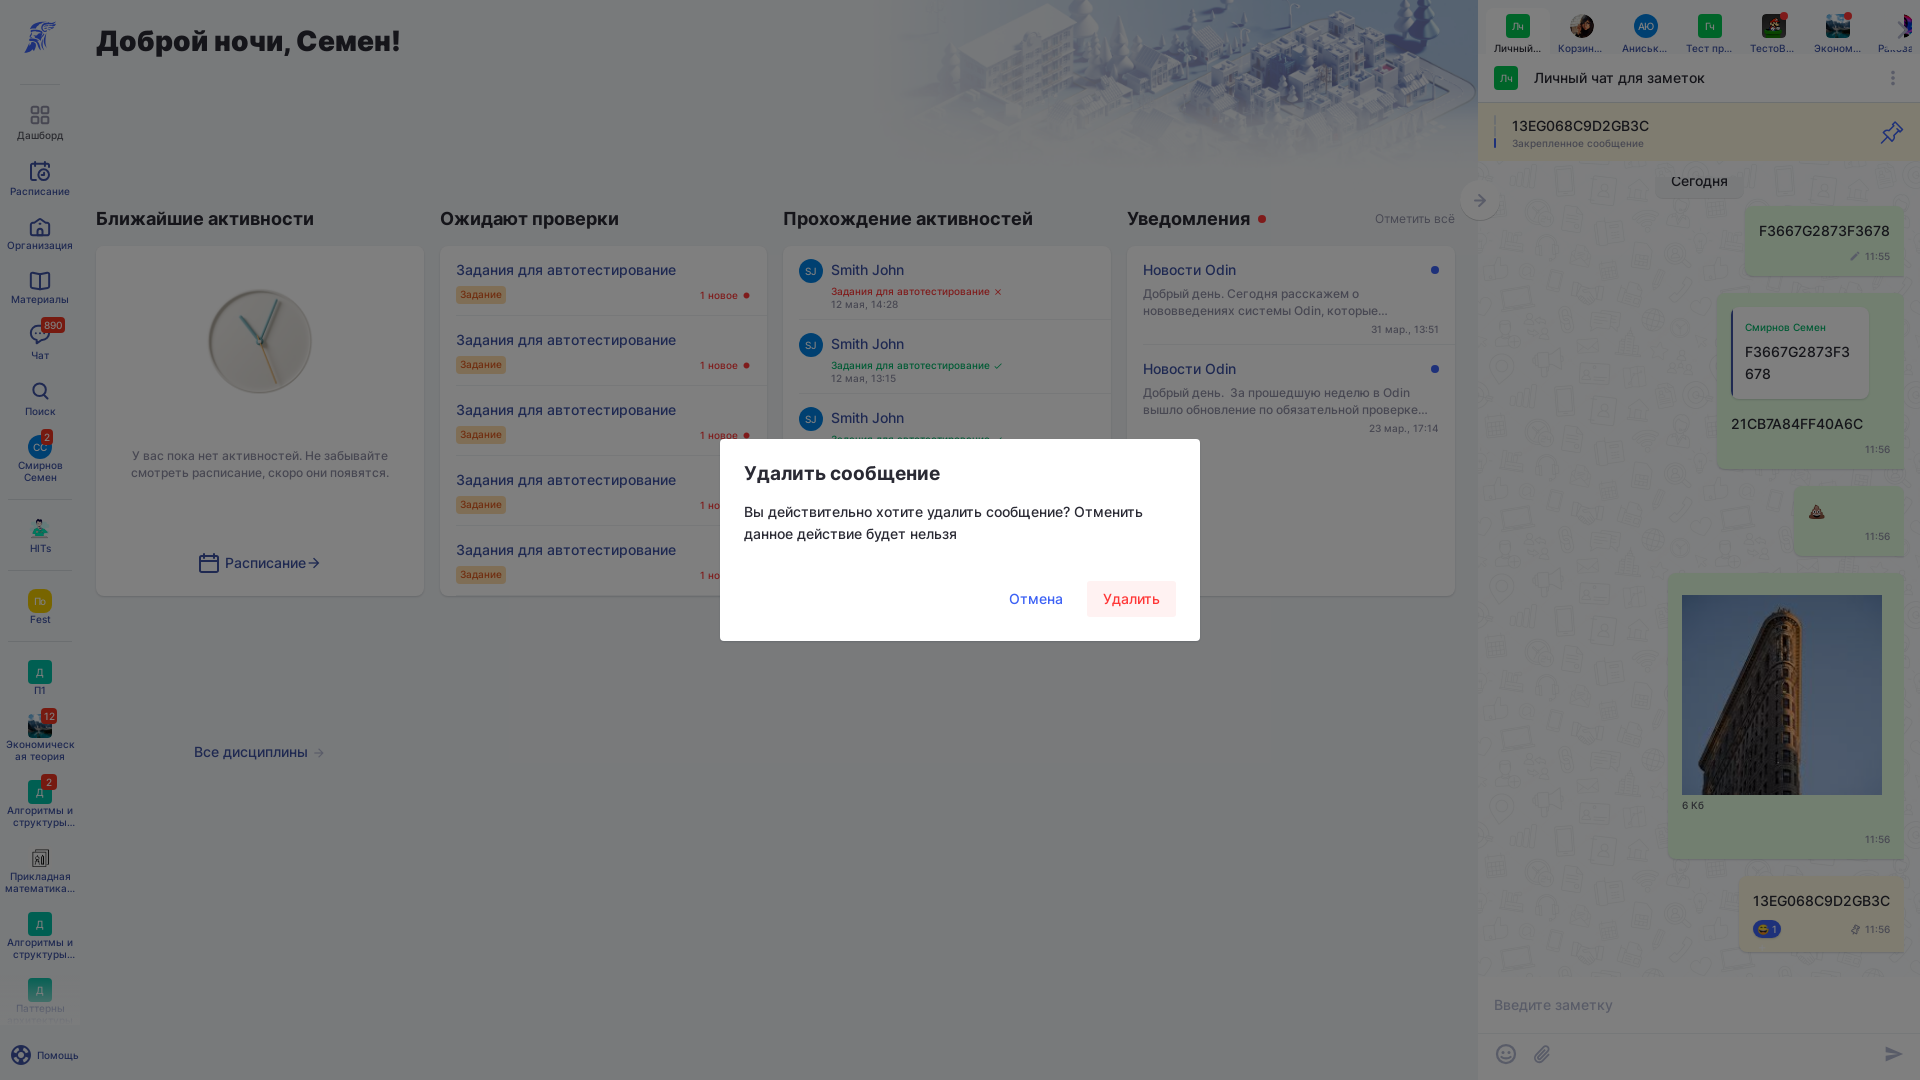 Доброй ночи, Семен!
Дашборд
Расписание
Организация
Материалы
890
Чат
Поиск
СС
2
Смирнов
Семен
HITs
По
Fest
Д
П1
12
Экономическ
ая теория
Д
2
Алгоритмы и
структуры...
Прикладная
математика...
Д
Алгоритмы и
структуры...
Д
Паттерны
Помощь
Ближайшие активности
У вас пока нет активностей. Не забывайте
смотреть расписание, скоро они появятся.
Расписание
Все дисциплины
Ожидают проверки
Задания для автотестирование
Задание
1 новое
Задания для автотестирование
Задание
1 новое
Задания для автотестирование
Задание
1 новое
Задания для автотестирование
Задание
1 но
Задания для автотестирование
Задание
1 но
Прохождение активностей
SJ
Smith John
Задания для автотестирование
12 мая, 14:28
SJ
Smith John
Задания для автотестирование
12 мая, 13:15
SJ
Smith John
Уведомления
Отметить всё
Новости Odin
Добрый день. Сегодня расскажем о
нововведениях системы Odin, которые...
31 мар., 13:51
Новости Odin
Добрый день.  За прошедшую неделю в Odin
вышло обновление по обязательной проверке...
23 мар., 17:14
Удалить сообщение
Вы действительно хотите удалить сообщение? Отменить
данное действие будет нельзя
Отмена
Удалить
Лч
Личный...
Корзин...
АЮ
Аниськ...
Гч
Тест пр...
ТестоВ...
Эконом...
Лч
Личный чат для заметок
13EG068C9D2GB3C
Закрепленное сообщение
Сегодня
F3667G2873F3678
11:55
Смирнов Семен
F3667G2873F3
678
21CB7A84FF40A6C
11:56
11:56
6 Кб
11:56
13EG068C9D2GB3C
1
11:56
Введите заметку